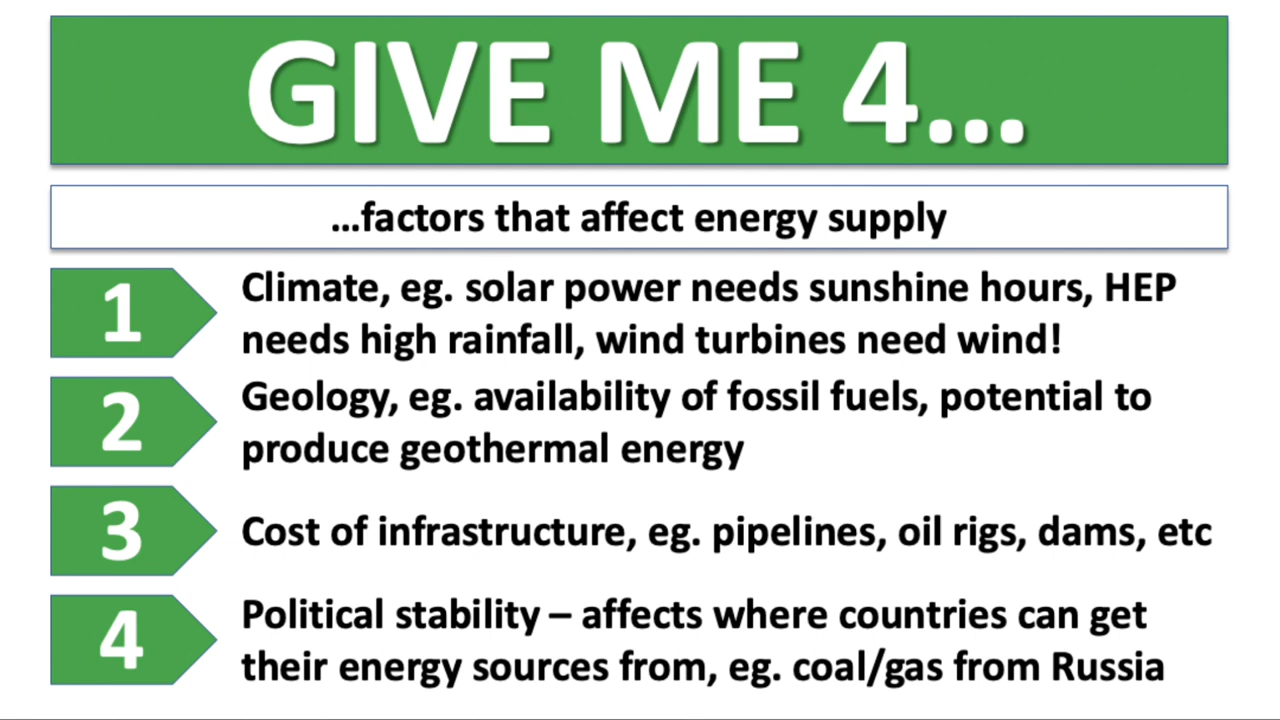 GIVE ME 4…
…factors that affect energy supply
1
Climate, eg. solar power needs sunshine hours, HEP
needs high rainfall, wind turbines need wind!
2
Geology, eg. availability of fossil fuels, potential to
produce geothermal energy
3
Cost of infrastructure, eg. pipelines, oil rigs, dams, etc
4
Political stability – affects where countries can get
their energy sources from, eg. coal/gas from Russia